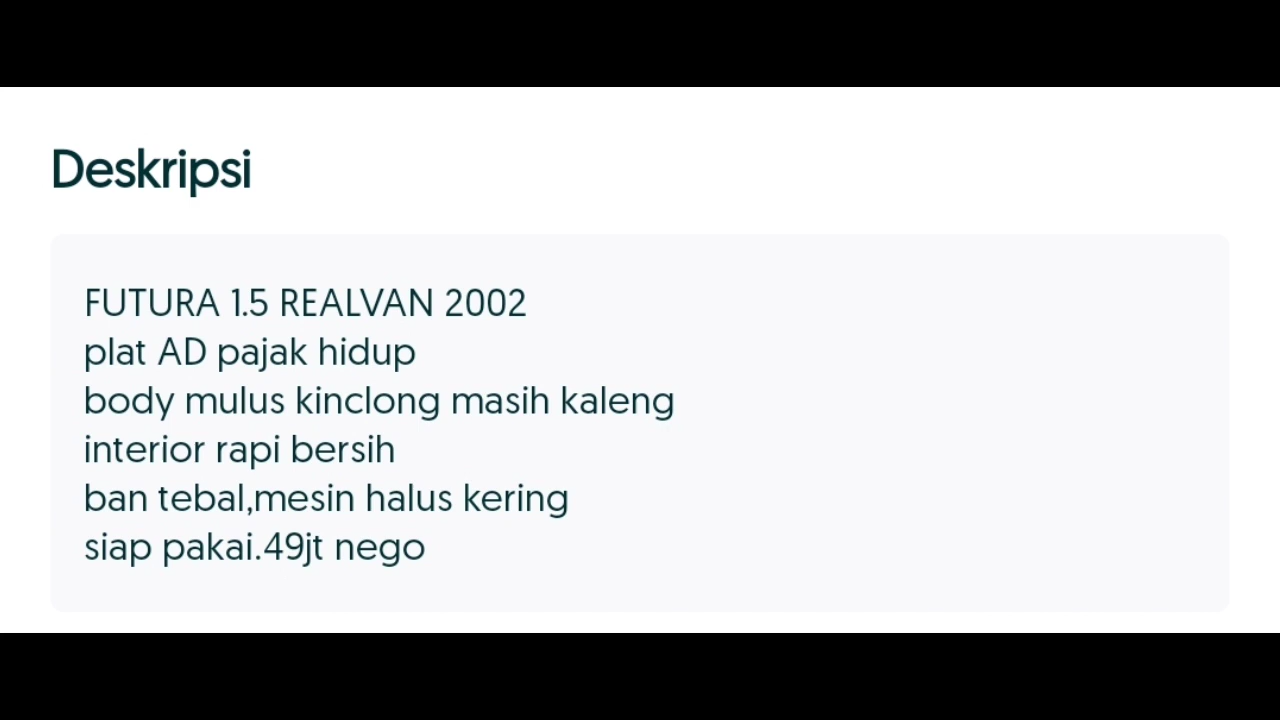 Deskripsi
FUTURA 1.5 REALVAN 2002
plat AD pajak hidup
body mulus kinclong masih kaleng
interior rapi bersih
ban tebal,mesin halus kering
siap pakai.49jt nego